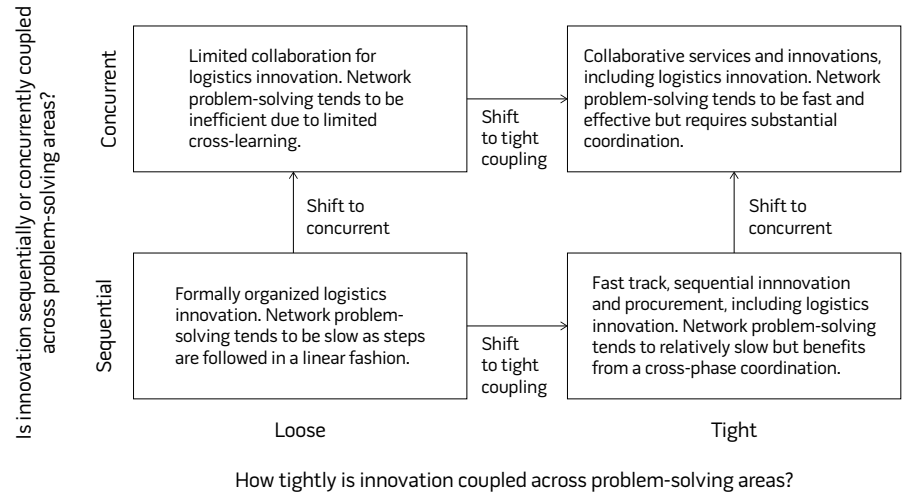 Is innovation sequentially or concurrently coupled
across problem-solving areas?
Concurrent
Limited collaboration for
logistics innovation. Network
problem-solving tends to be
inefficient due to limited
cross-learning.
Shift
to tight
coupling
Collaborative services and innovations,
including logistics innovation. Network
problem-solving tends to be fast and
effective but requires substantial
coordination.
Shift to
concurrent
Shift to
concurrent
Sequential
Formally organized logistics
innovation. Network problem-
solving tends to be slow as steps
are followed in a linear fashion.
Shift
to tight
coupling
Fast track, sequential innnovation
and procurement, including logistics
innovation. Network problem-solving
tends to relatively slow but benefits
from a cross-phase coordination.
Loose
Tight
How tightly is innovation coupled across problem-solving areas?